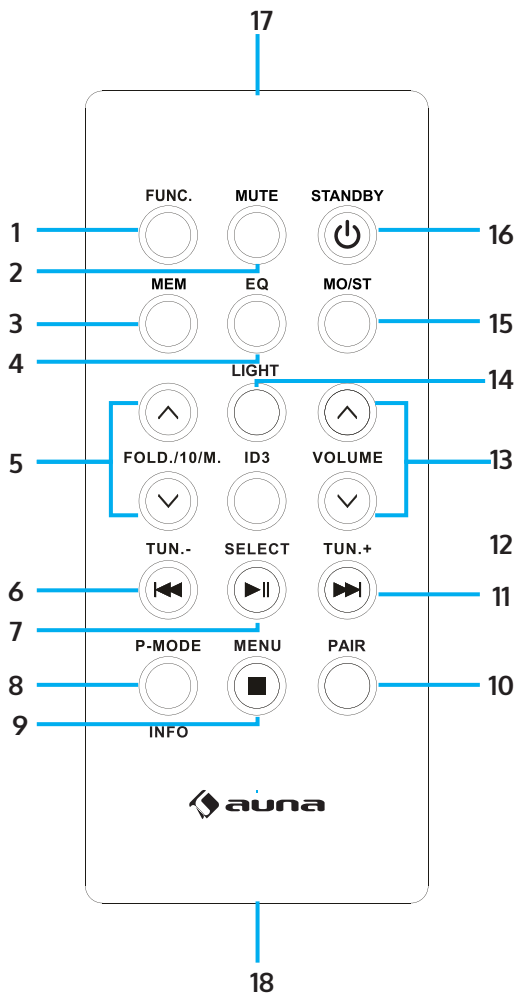 17
FUNC. MUTE STANDBY
1 16
2
MEM EQ MO/ST
3 15
4
LIGHT
14
5 13
FOLD./10/M. ID3 VOLUME
12
TUN.- SELECT TUN.+
6 11
7
P-MODE MENU PAIR
8 10
9
INFO
auna
18